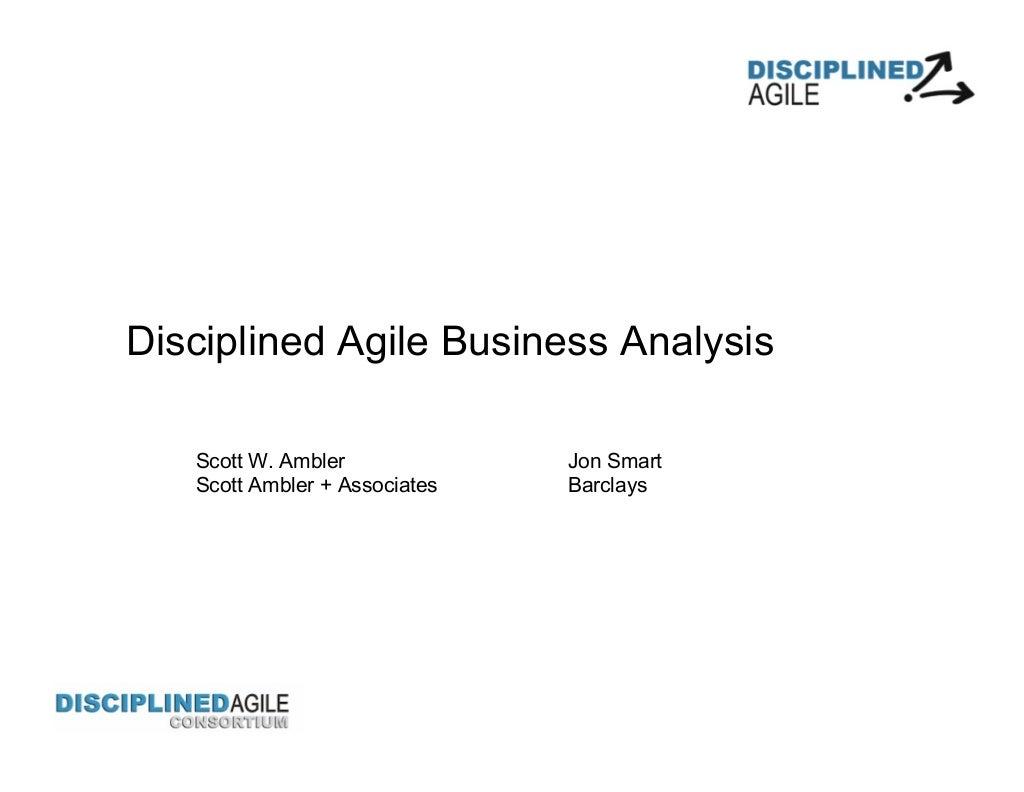 DISCIPLINED
AGILE
Disciplined Agile Business Analysis
Scott W. Ambler
Scott Ambler + Associates
Jon Smart
Barclays
DISCIPLINEDAGILE
CONSORTIUM